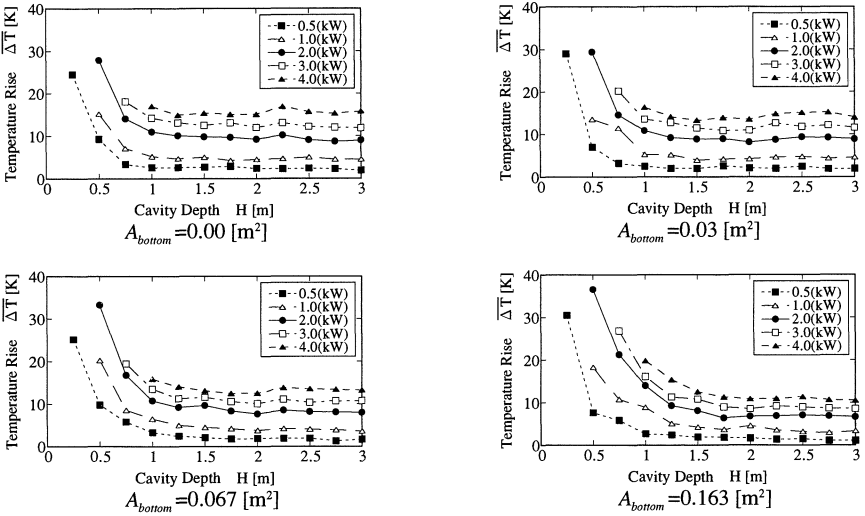 Temperature Rise ΔT [K]
40
30
20
10
0
0.5(kW)
1.0(kW)
2.0(kW)
3.0(kW)
4.0(kW)
0 0.5 1 1.5 2 2.5 3
Cavity Depth H [m]
A bottom =0.00 [m²]
Temperature Rise ΔT [K]
40
30
20
10
0
0.5(kW)
1.0(kW)
2.0(kW)
3.0(kW)
4.0(kW)
0 0.5 1 1.5 2 2.5 3
Cavity Depth H [m]
A bottom =0.03 [m²]
Temperature Rise ΔT [K]
40
30
20
10
0
0.5(kW)
1.0(kW)
2.0(kW)
3.0(kW)
4.0(kW)
0 0.5 1 1.5 2 2.5 3
Cavity Depth H [m]
A bottom =0.067 [m²]
Temperature Rise ΔT [K]
40
30
20
10
0
0.5(kW)
1.0(kW)
2.0(kW)
3.0(kW)
4.0(kW)
0 0.5 1 1.5 2 2.5 3
Cavity Depth H [m]
A bottom =0.163 [m²]